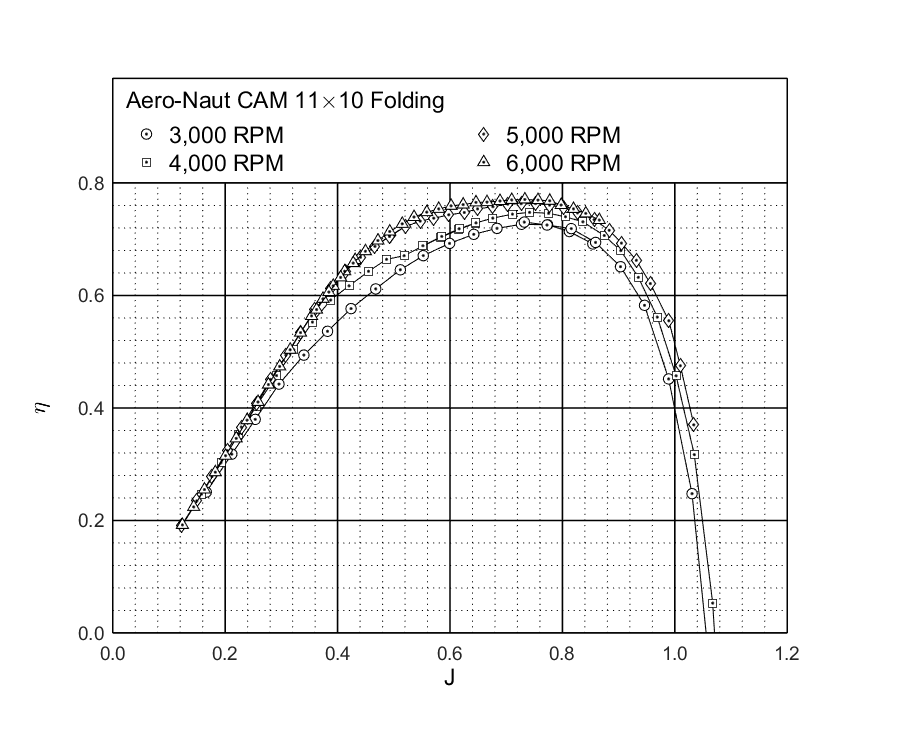 Aero-Naut CAM 11×10 Folding
3,000 RPM
4,000 RPM
5,000 RPM
6,000 RPM
0.8
0.6
0.4
0.2
0.0
η
0.0 0.2 0.4 0.6 0.8 1.0 1.2
J